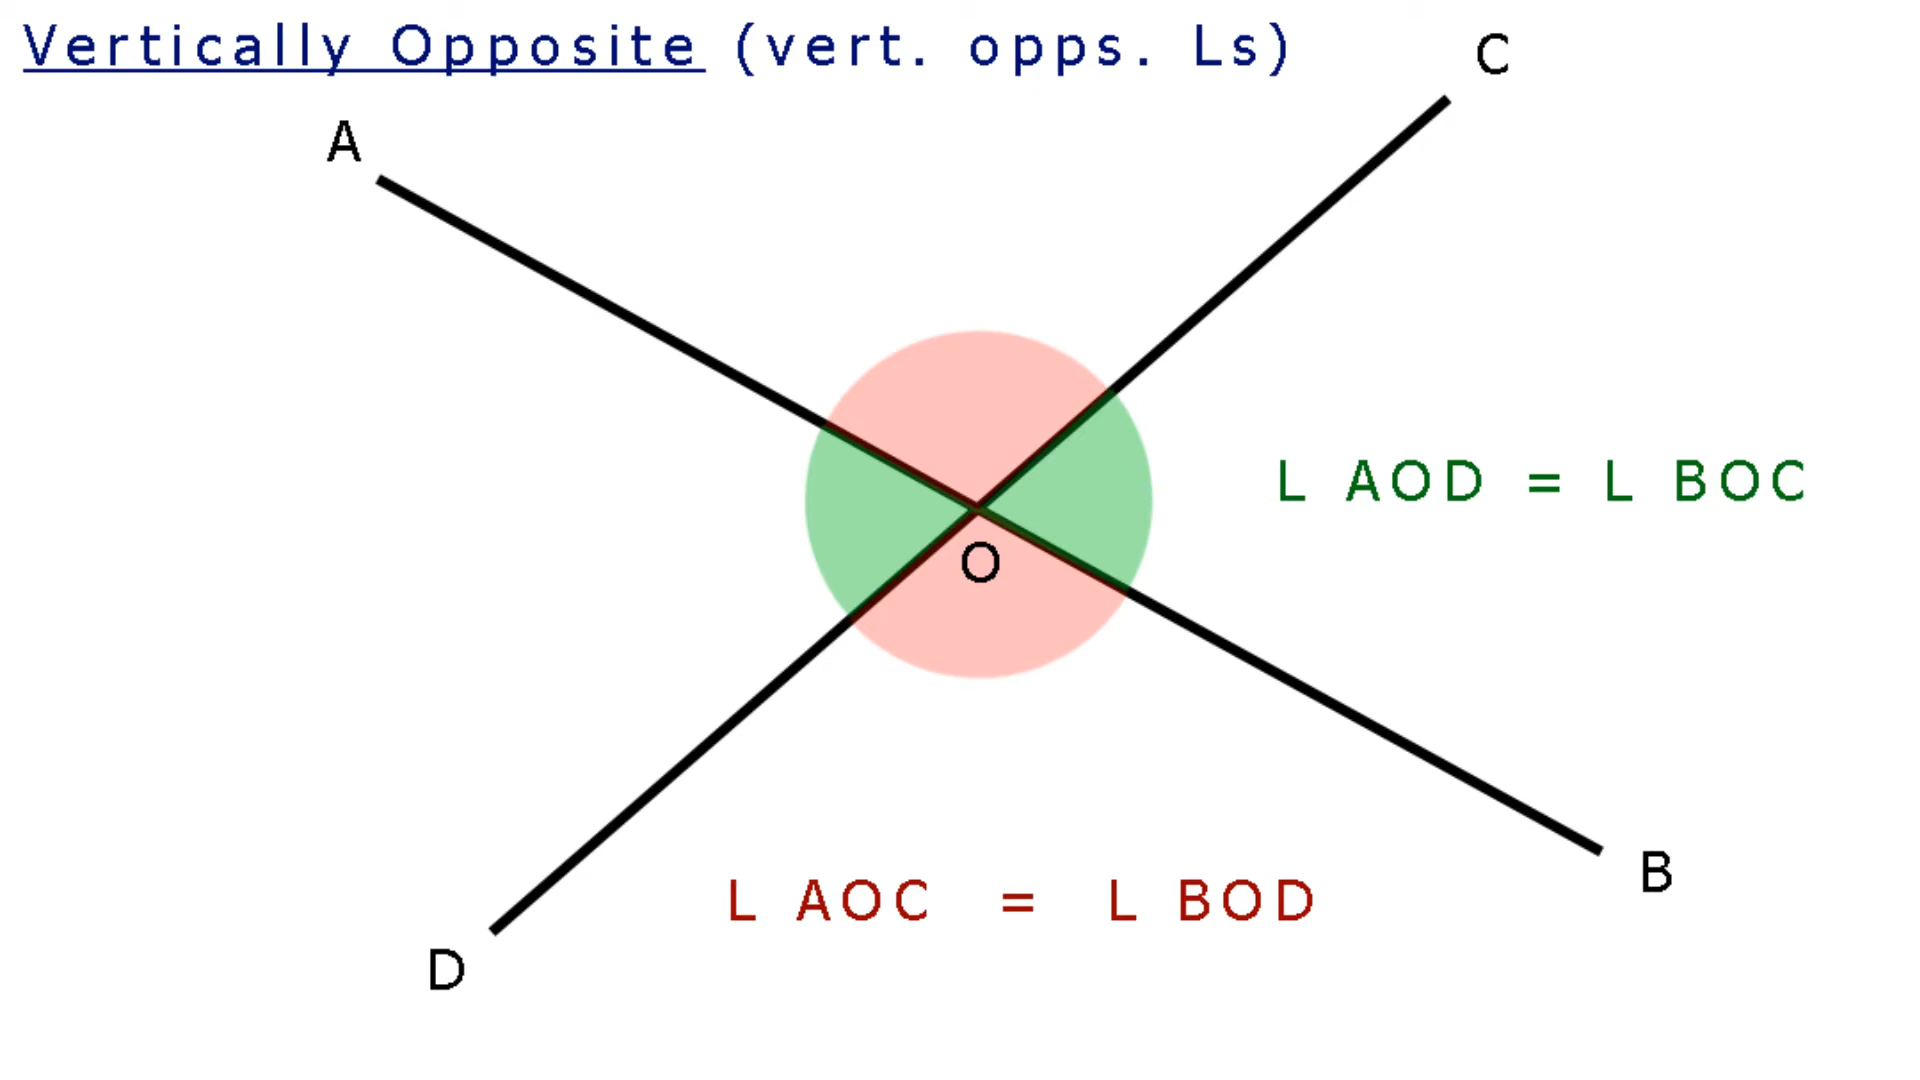 Vertically Opposite (vert. opps. Ls)
C
A
L AOD = L BOC
O
B
L AOC = L BOD
D